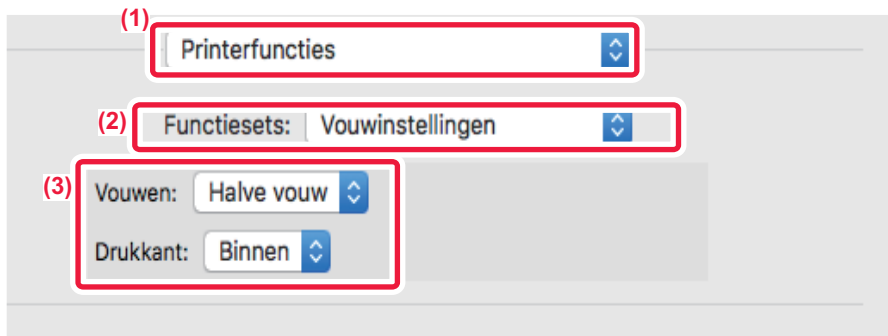 (1)
Printerfuncties
(2) Functiesets: Vouwinstellingen
(3) Vouwen: Halve vouw
Drukkant: Binnen